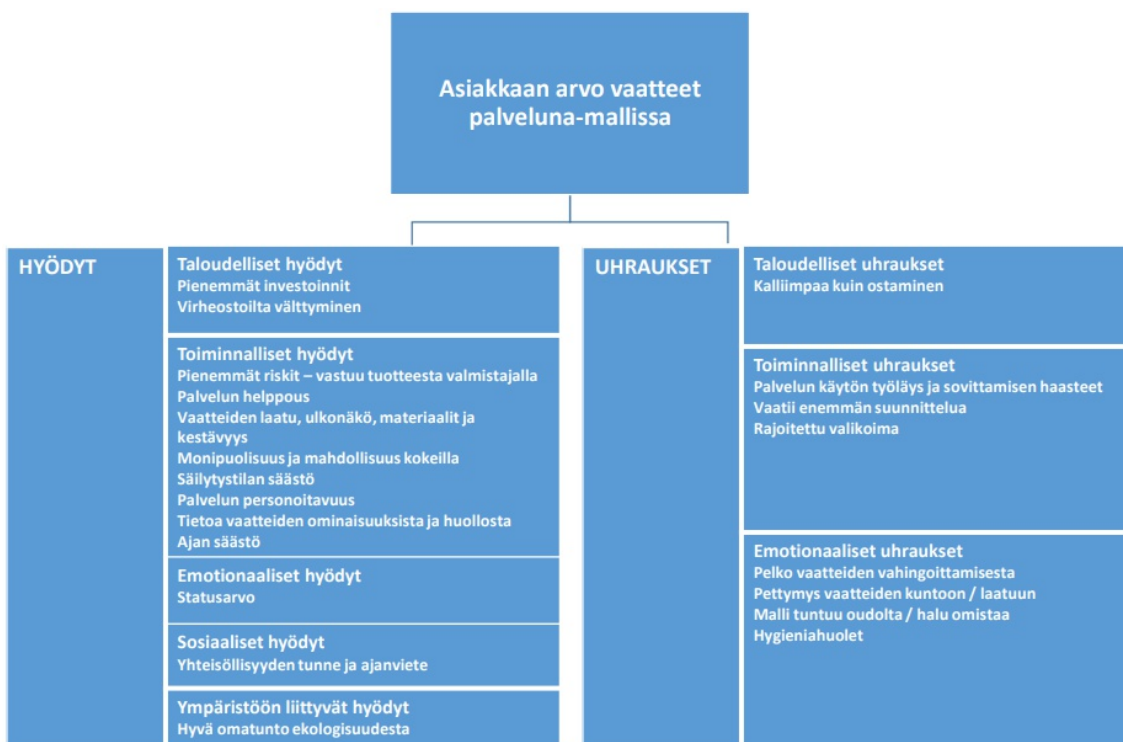 Asiakkaan arvo vaatteet
palveluna-mallissa
HYÖDYT
Taloudelliset hyödyt
Pienemmät investoinnit
Virheostoilta välttyminen
Toiminnalliset hyödyt
Pienemmät riskit – vastuu tuotteesta valmistajalla
Palvelun helppous
Vaatteiden laatu, ulkonäkö, materiaalit ja
kestävyys
Monipuolisuus ja mahdollisuus kokeilla
Säilytystilan säästö
Palvelun personoitavuus
Tietoa vaatteiden ominaisuuksista ja huollosta
Ajan säästö
Emotionaaliset hyödyt
Statusarvo
Sosiaaliset hyödyt
Yhteisöllisyyden tunne ja ajanviete
Ympäristöön liittyvät hyödyt
Hyvä omatunto ekologisuudesta
UHRAUKSET
Taloudelliset uhraukset
Kalliimpaa kuin ostaminen
Toiminnalliset uhraukset
Palvelun käytön työläys ja sovittamisen haasteet
Vaatii enemmän suunnittelua
Rajoitettu valikoima
Emotionaaliset uhraukset
Pelko vaatteiden vahingoittamisesta
Pettymys vaatteiden kuntoon / laatuun
Malli tuntuu oudolta / halu omistaa
Hygieniahuolet